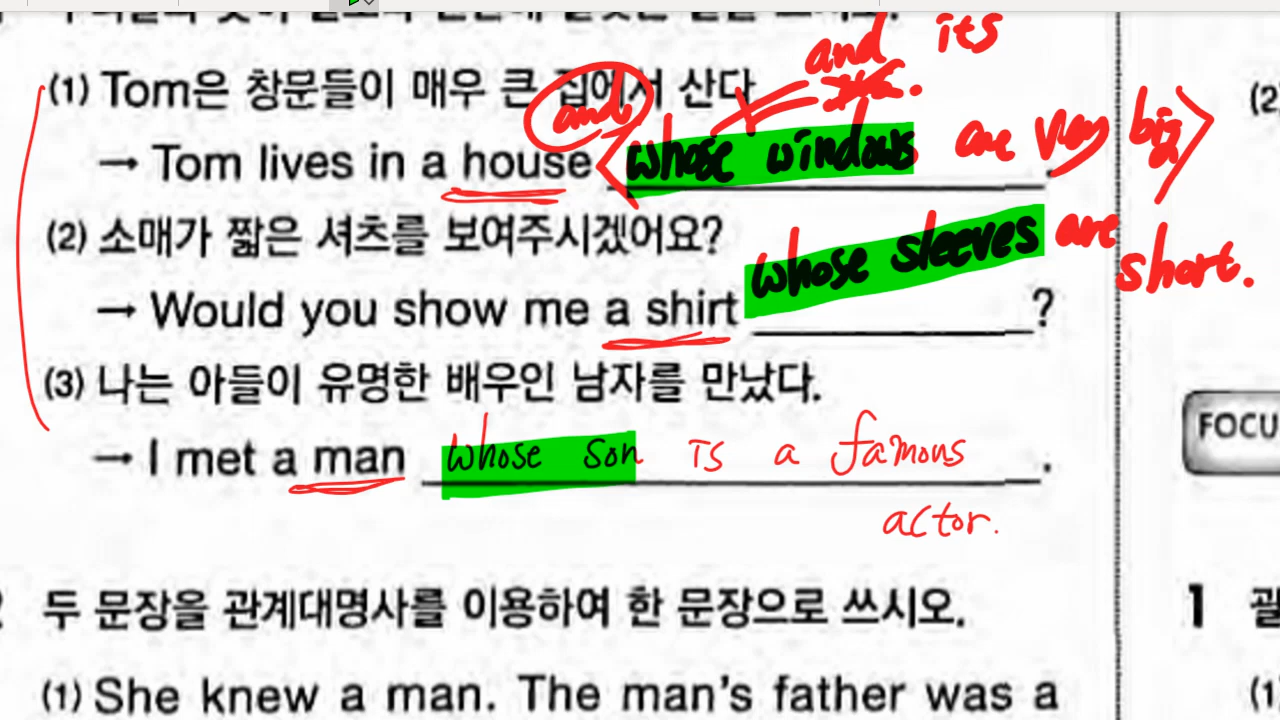 and its
(1) Tom은 창문들이 매우 큰 집에서 산다
and
→ Tom lives in a house whose windows are very big
(2) 소매가 짧은 셔츠를 보여주시겠어요?
→ Would you show me a shirt whose sleeves are short. ?
(3) 나는 아들이 유명한 배우인 남자를 만났다.
→ I met a man whose son is a famous actor.
두 문장을 관계대명사를 이용하여 한 문장으로 쓰시오.
(1) She knew a man. The man's father was a
(2)
FOCU
1
(1